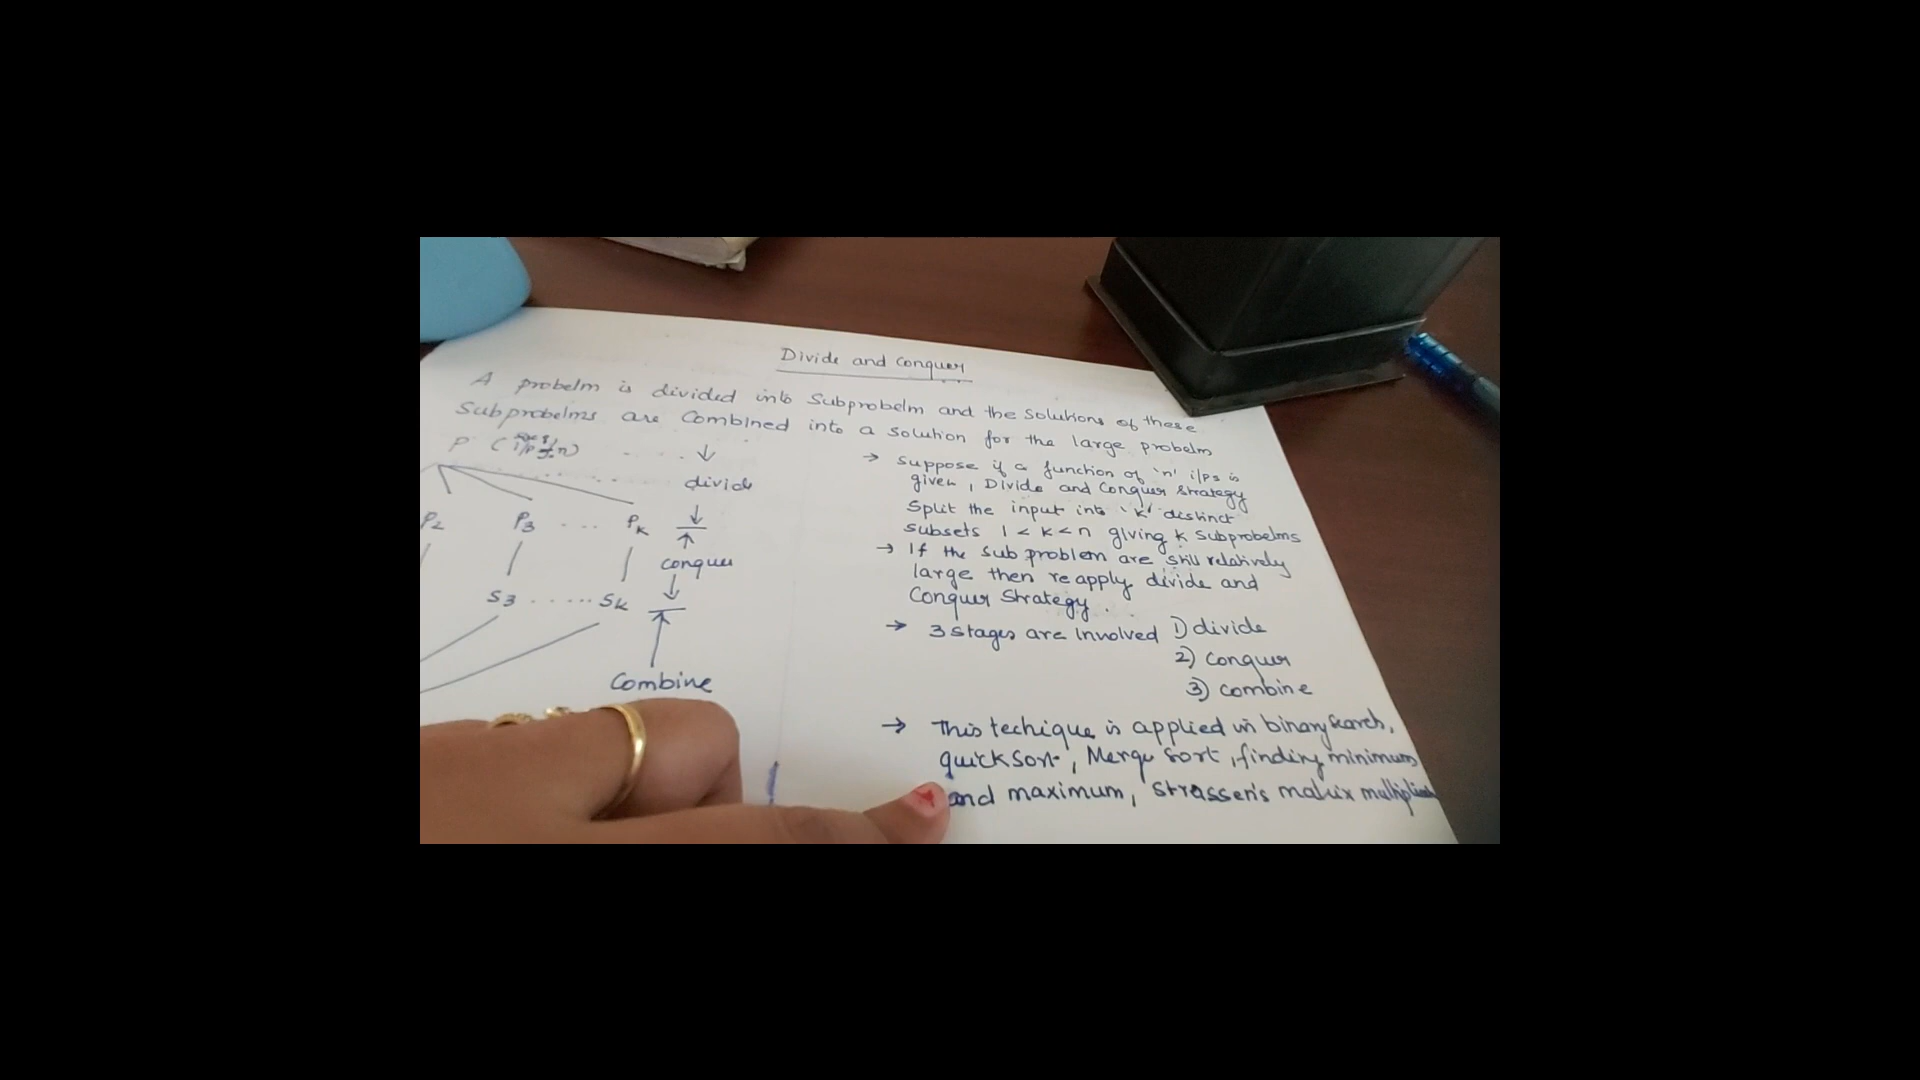 Divide and Conquer
A probelm is divided into Subprobelm and the solutions of these
Subprobelms are Combined into a solution for the large probelm
P
divide
P2 P3 .... Pk
conquer
S3 ...... Sk
Combine
→ Suppose if a function of 'n' i/ps is
given, Divide and Conquer Strategy
Split the input into 'k' distinct
subsets 1 < k < n giving k Subprobelms
→ If the sub problem are still relatively
large then reapply divide and
Conquer Strategy.
→ 3 stages are involved 1) divide
2) Conquer
3) combine
→ This techique is applied in binary search,
quick sort, Merge sort, finding minimum
and maximum, strassen's matrix